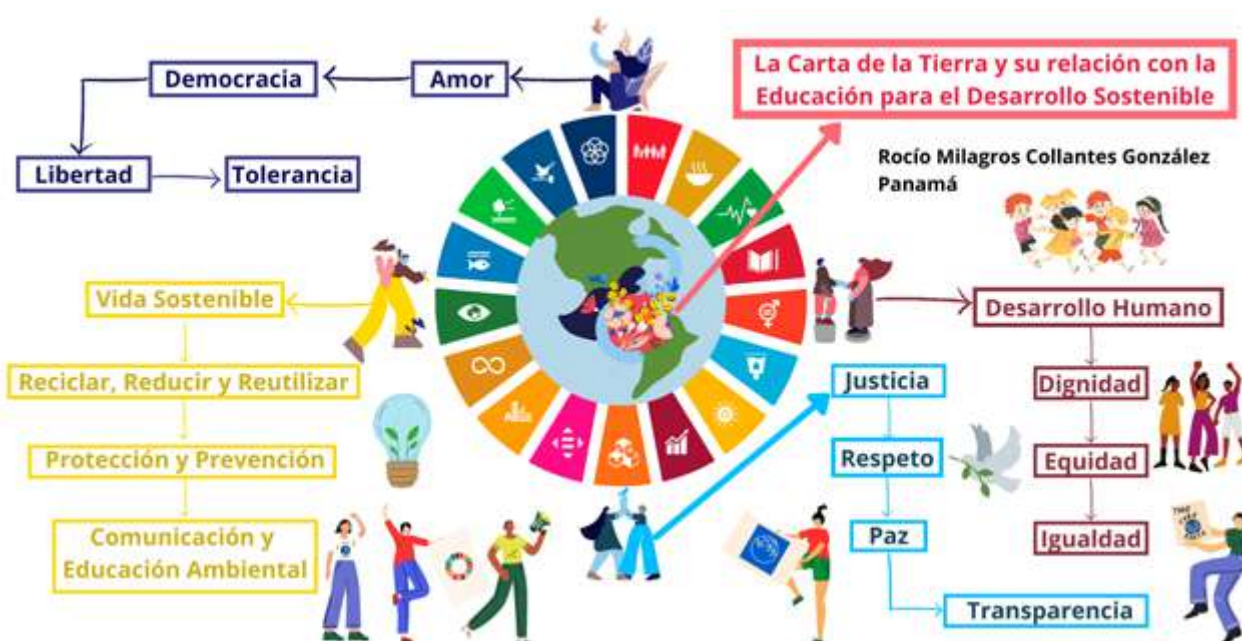 La Carta de la Tierra y su relación con la
Educación para el Desarrollo Sostenible
Rocío Milagros Collantes González
Panamá
Amor
Democracia
Libertad
Tolerancia
Vida Sostenible
Reciclar, Reducir y Reutilizar
Protección y Prevención
Comunicación y
Educación Ambiental
Desarrollo Humano
Dignidad
Equidad
Igualdad
Justicia
Respeto
Paz
Transparencia